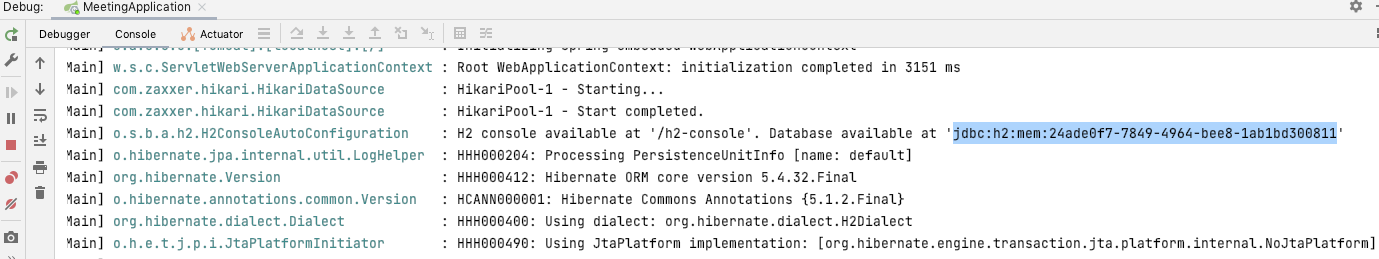 Debug: MeetingApplication
Debugger Console Actuator
Main] : Initializing Spring embedded WebApplicationContext
Main] w.s.c.ServletWebServerApplicationContext : Root WebApplicationContext: initialization completed in 3151 ms
Main] com.zaxxer.hikari.HikariDataSource : HikariPool-1 - Starting...
Main] com.zaxxer.hikari.HikariDataSource : HikariPool-1 - Start completed.
Main] o.s.b.a.h2.H2ConsoleAutoConfiguration : H2 console available at '/h2-console'. Database available at 'jdbc:h2:mem:24ade0f7-7849-4964-bee8-1ab1bd300811'
Main] o.hibernate.jpa.internal.util.LogHelper : HHH000204: Processing PersistenceUnitInfo [name: default]
Main] org.hibernate.Version : HHH000412: Hibernate ORM core version 5.4.32.Final
Main] o.hibernate.annotations.common.Version : HCANN000001: Hibernate Commons Annotations {5.1.2.Final}
Main] org.hibernate.dialect.Dialect : HHH000400: Using dialect: org.hibernate.dialect.H2Dialect
Main] o.h.e.t.j.p.i.JtaPlatformInitiator : HHH000490: Using JtaPlatform implementation: [org.hibernate.engine.transaction.jta.platform.internal.NoJtaPlatform]